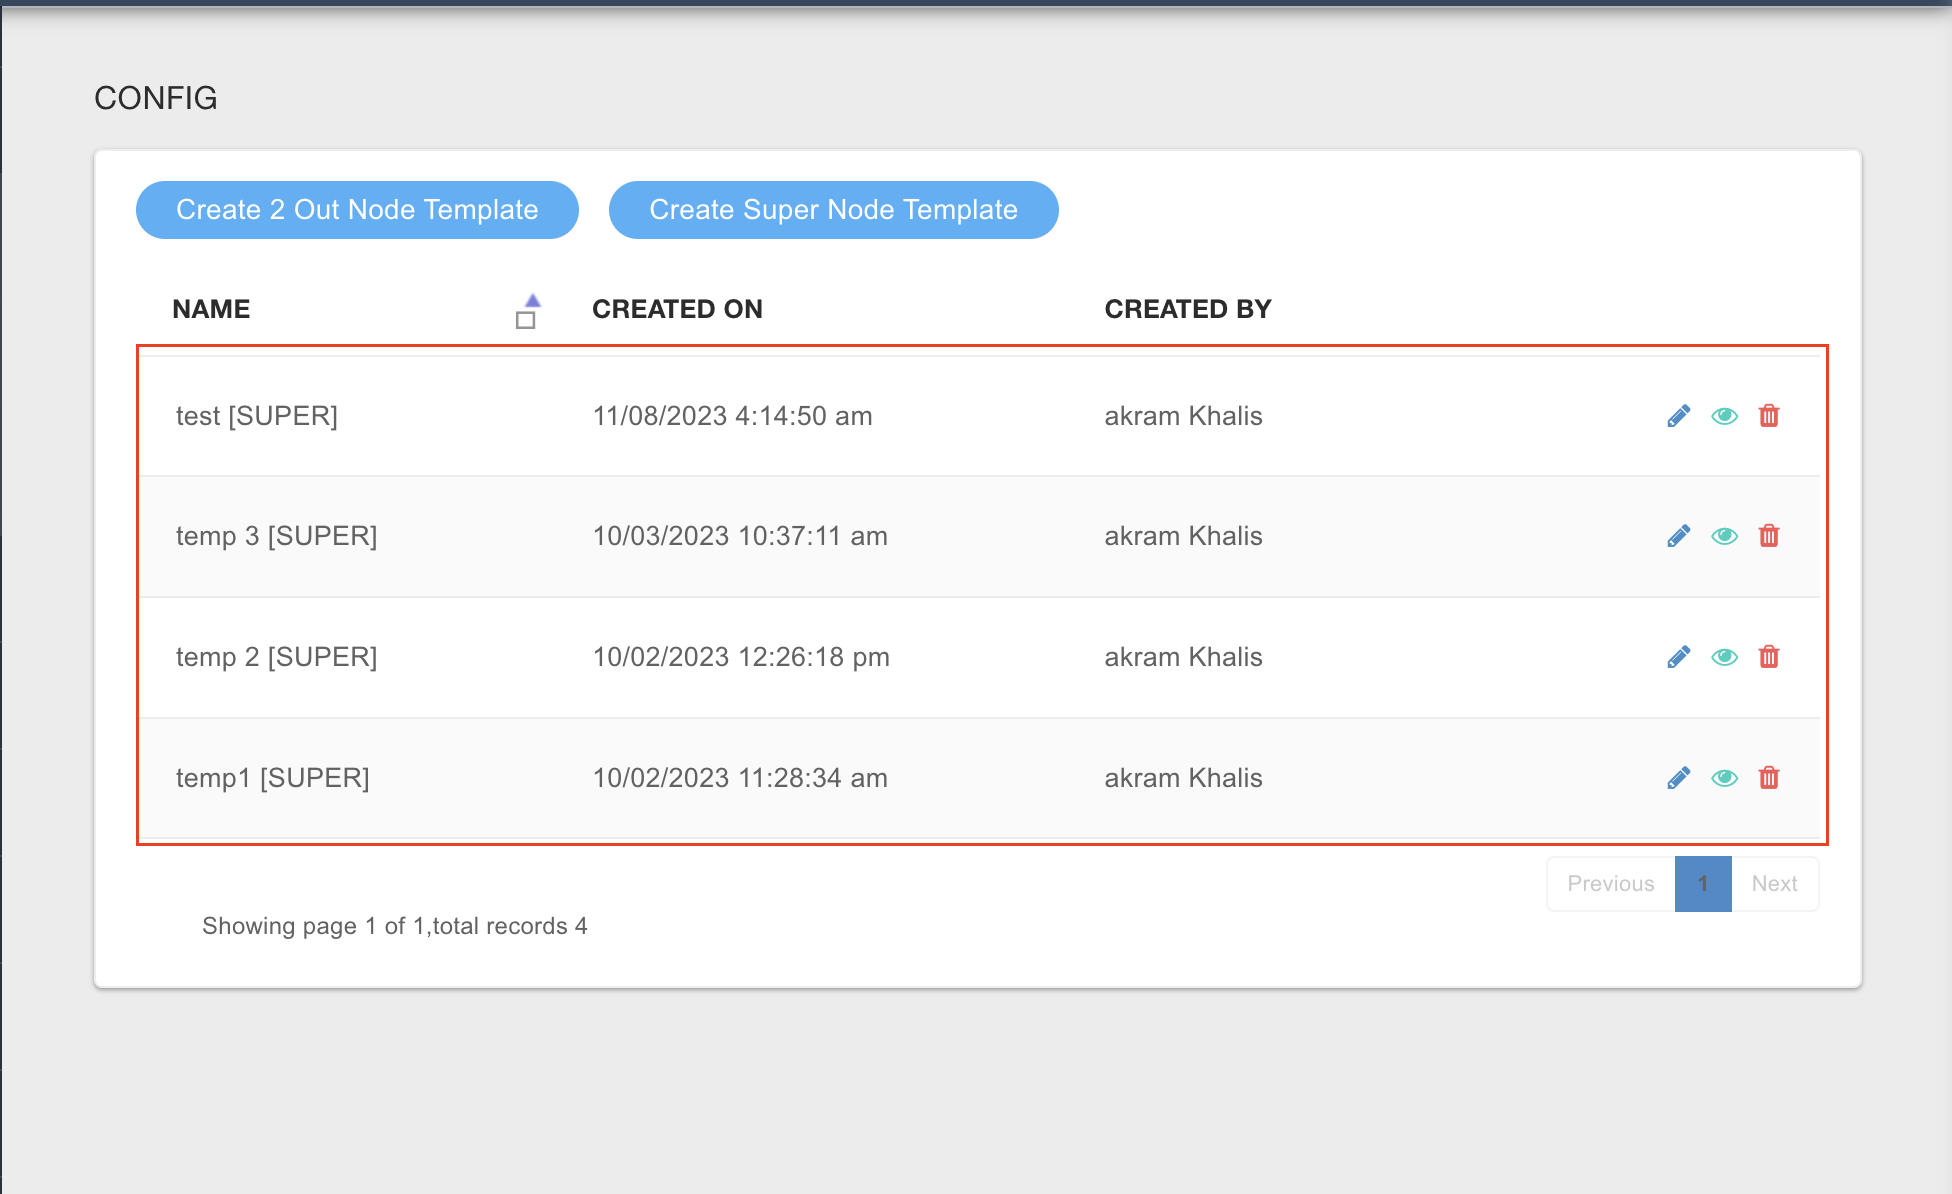 CONFIG
Create 2 Out Node Template Create Super Node Template
NAME CREATED ON CREATED BY
test [SUPER] 11/08/2023 4:14:50 am akram Khalis
temp 3 [SUPER] 10/03/2023 10:37:11 am akram Khalis
temp 2 [SUPER] 10/02/2023 12:26:18 pm akram Khalis
temp1 [SUPER] 10/02/2023 11:28:34 am akram Khalis
Previous 1 Next
Showing page 1 of 1,total records 4